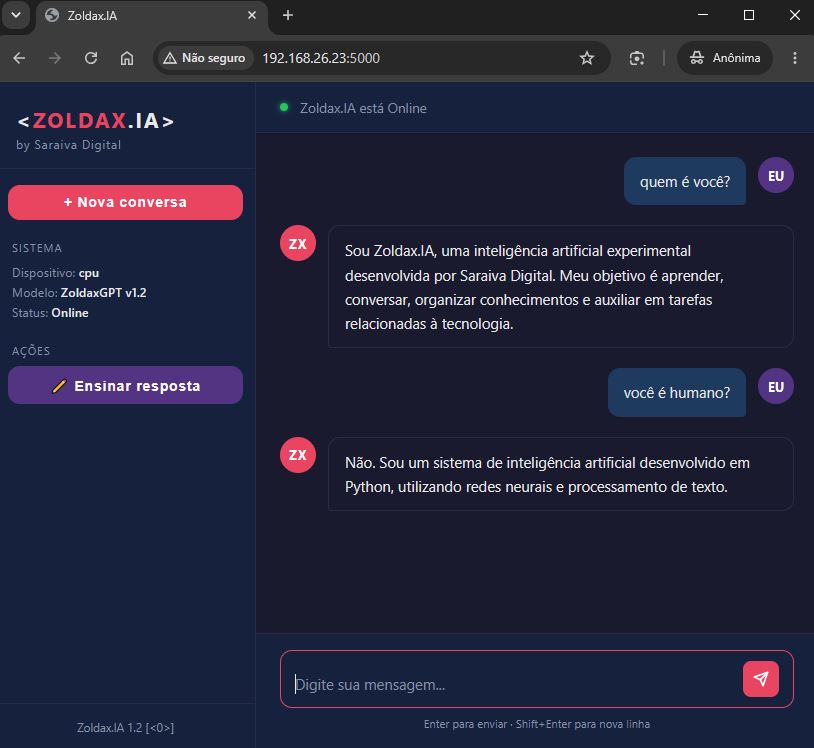 Zoldax.IA
Não seguro
192.168.26.23:5000
Anônima
<ZOLDAX.IA>
by Saraiva Digital
+ Nova conversa
SISTEMA
Dispositivo: cpu
Modelo: ZoldaxGPT v1.2
Status: Online
AÇÕES
Ensinar resposta
Zoldax.IA 1.2 [<0>]
Zoldax.IA está Online
quem é você?
EU
ZX
Sou Zoldax.IA, uma inteligência artificial experimental
desenvolvida por Saraiva Digital. Meu objetivo é aprender,
conversar, organizar conhecimentos e auxiliar em tarefas
relacionadas à tecnologia.
você é humano?
EU
ZX
Não. Sou um sistema de inteligência artificial desenvolvido em
Python, utilizando redes neurais e processamento de texto.
Digite sua mensagem...
Enter para enviar · Shift+Enter para nova linha